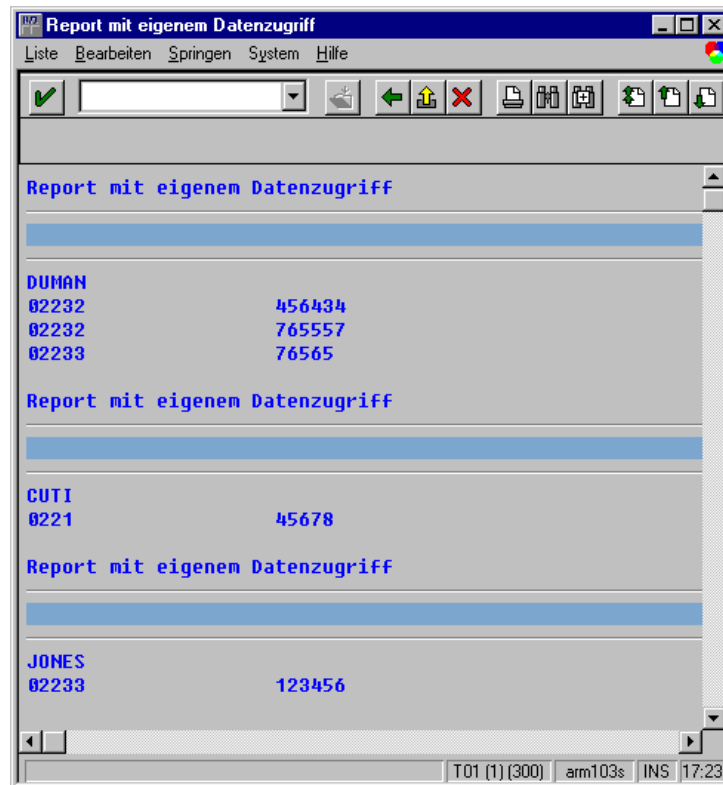 Report mit eigenem Datenzugriff
Liste Bearbeiten Springen System Hilfe
Report mit eigenem Datenzugriff
DUMAN
02232 456434
02232 765557
02233 76565
Report mit eigenem Datenzugriff
CUTI
0221 45678
Report mit eigenem Datenzugriff
JONES
02233 123456
T01 (1) (300) arm103s INS 17:23